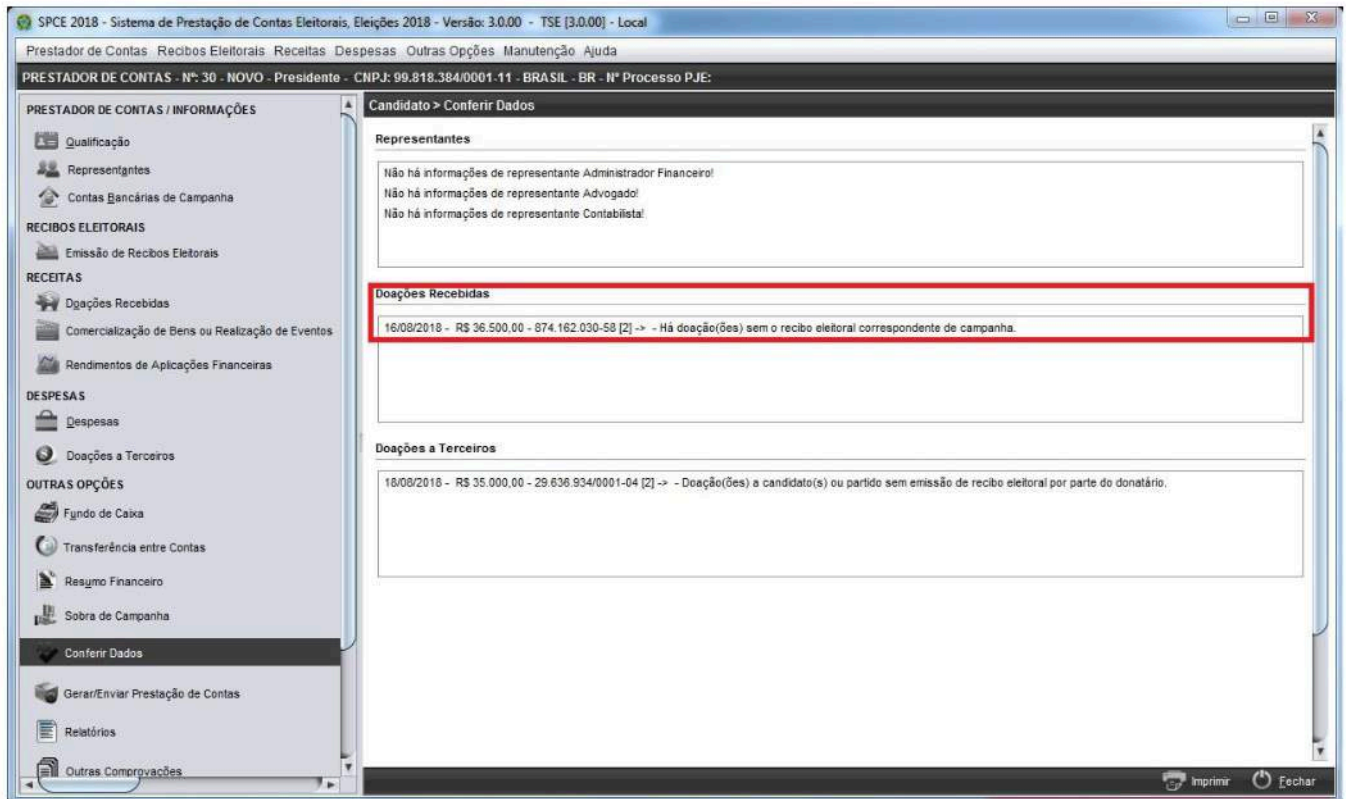 SPCE 2018 - Sistema de Prestação de Contas Eleitorais, Eleições 2018 - Versão: 3.0.00 - TSE [3.0.00] - Local
Prestador de Contas Recibos Eleitorais Receitas Despesas Outras Opções Manutenção Ajuda
PRESTADOR DE CONTAS - Nº: 30 - NOVO - Presidente - CNPJ: 99.818.384/0001-11 - BRASIL - BR - Nº Processo PJE:
PRESTADOR DE CONTAS / INFORMAÇÕES
Qualificação
Representantes
Contas Bancárias de Campanha
RECIBOS ELEITORAIS
Emissão de Recibos Eleitorais
RECEITAS
Doações Recebidas
Comercialização de Bens ou Realização de Eventos
Rendimentos de Aplicações Financeiras
DESPESAS
Despesas
Doações a Terceiros
OUTRAS OPÇÕES
Fundo de Caixa
Transferência entre Contas
Resumo Financeiro
Sobra de Campanha
Conferir Dados
Gerar/Enviar Prestação de Contas
Relatórios
Outras Comprovações
Candidato > Conferir Dados
Representantes
Não há informações de representante Administrador Financeiro!
Não há informações de representante Advogado!
Não há informações de representante Contabilista!
Doações Recebidas
16/08/2018 - R$ 36.500,00 - 874.162.030-58 [2] -> - Há doação(ões) sem o recibo eleitoral correspondente de campanha.
Doações a Terceiros
18/08/2018 - R$ 35.000,00 - 29.636.934/0001-04 [2] -> - Doação(ões) a candidato(s) ou partido sem emissão de recibo eleitoral por parte do donatário.
Imprimir Fechar